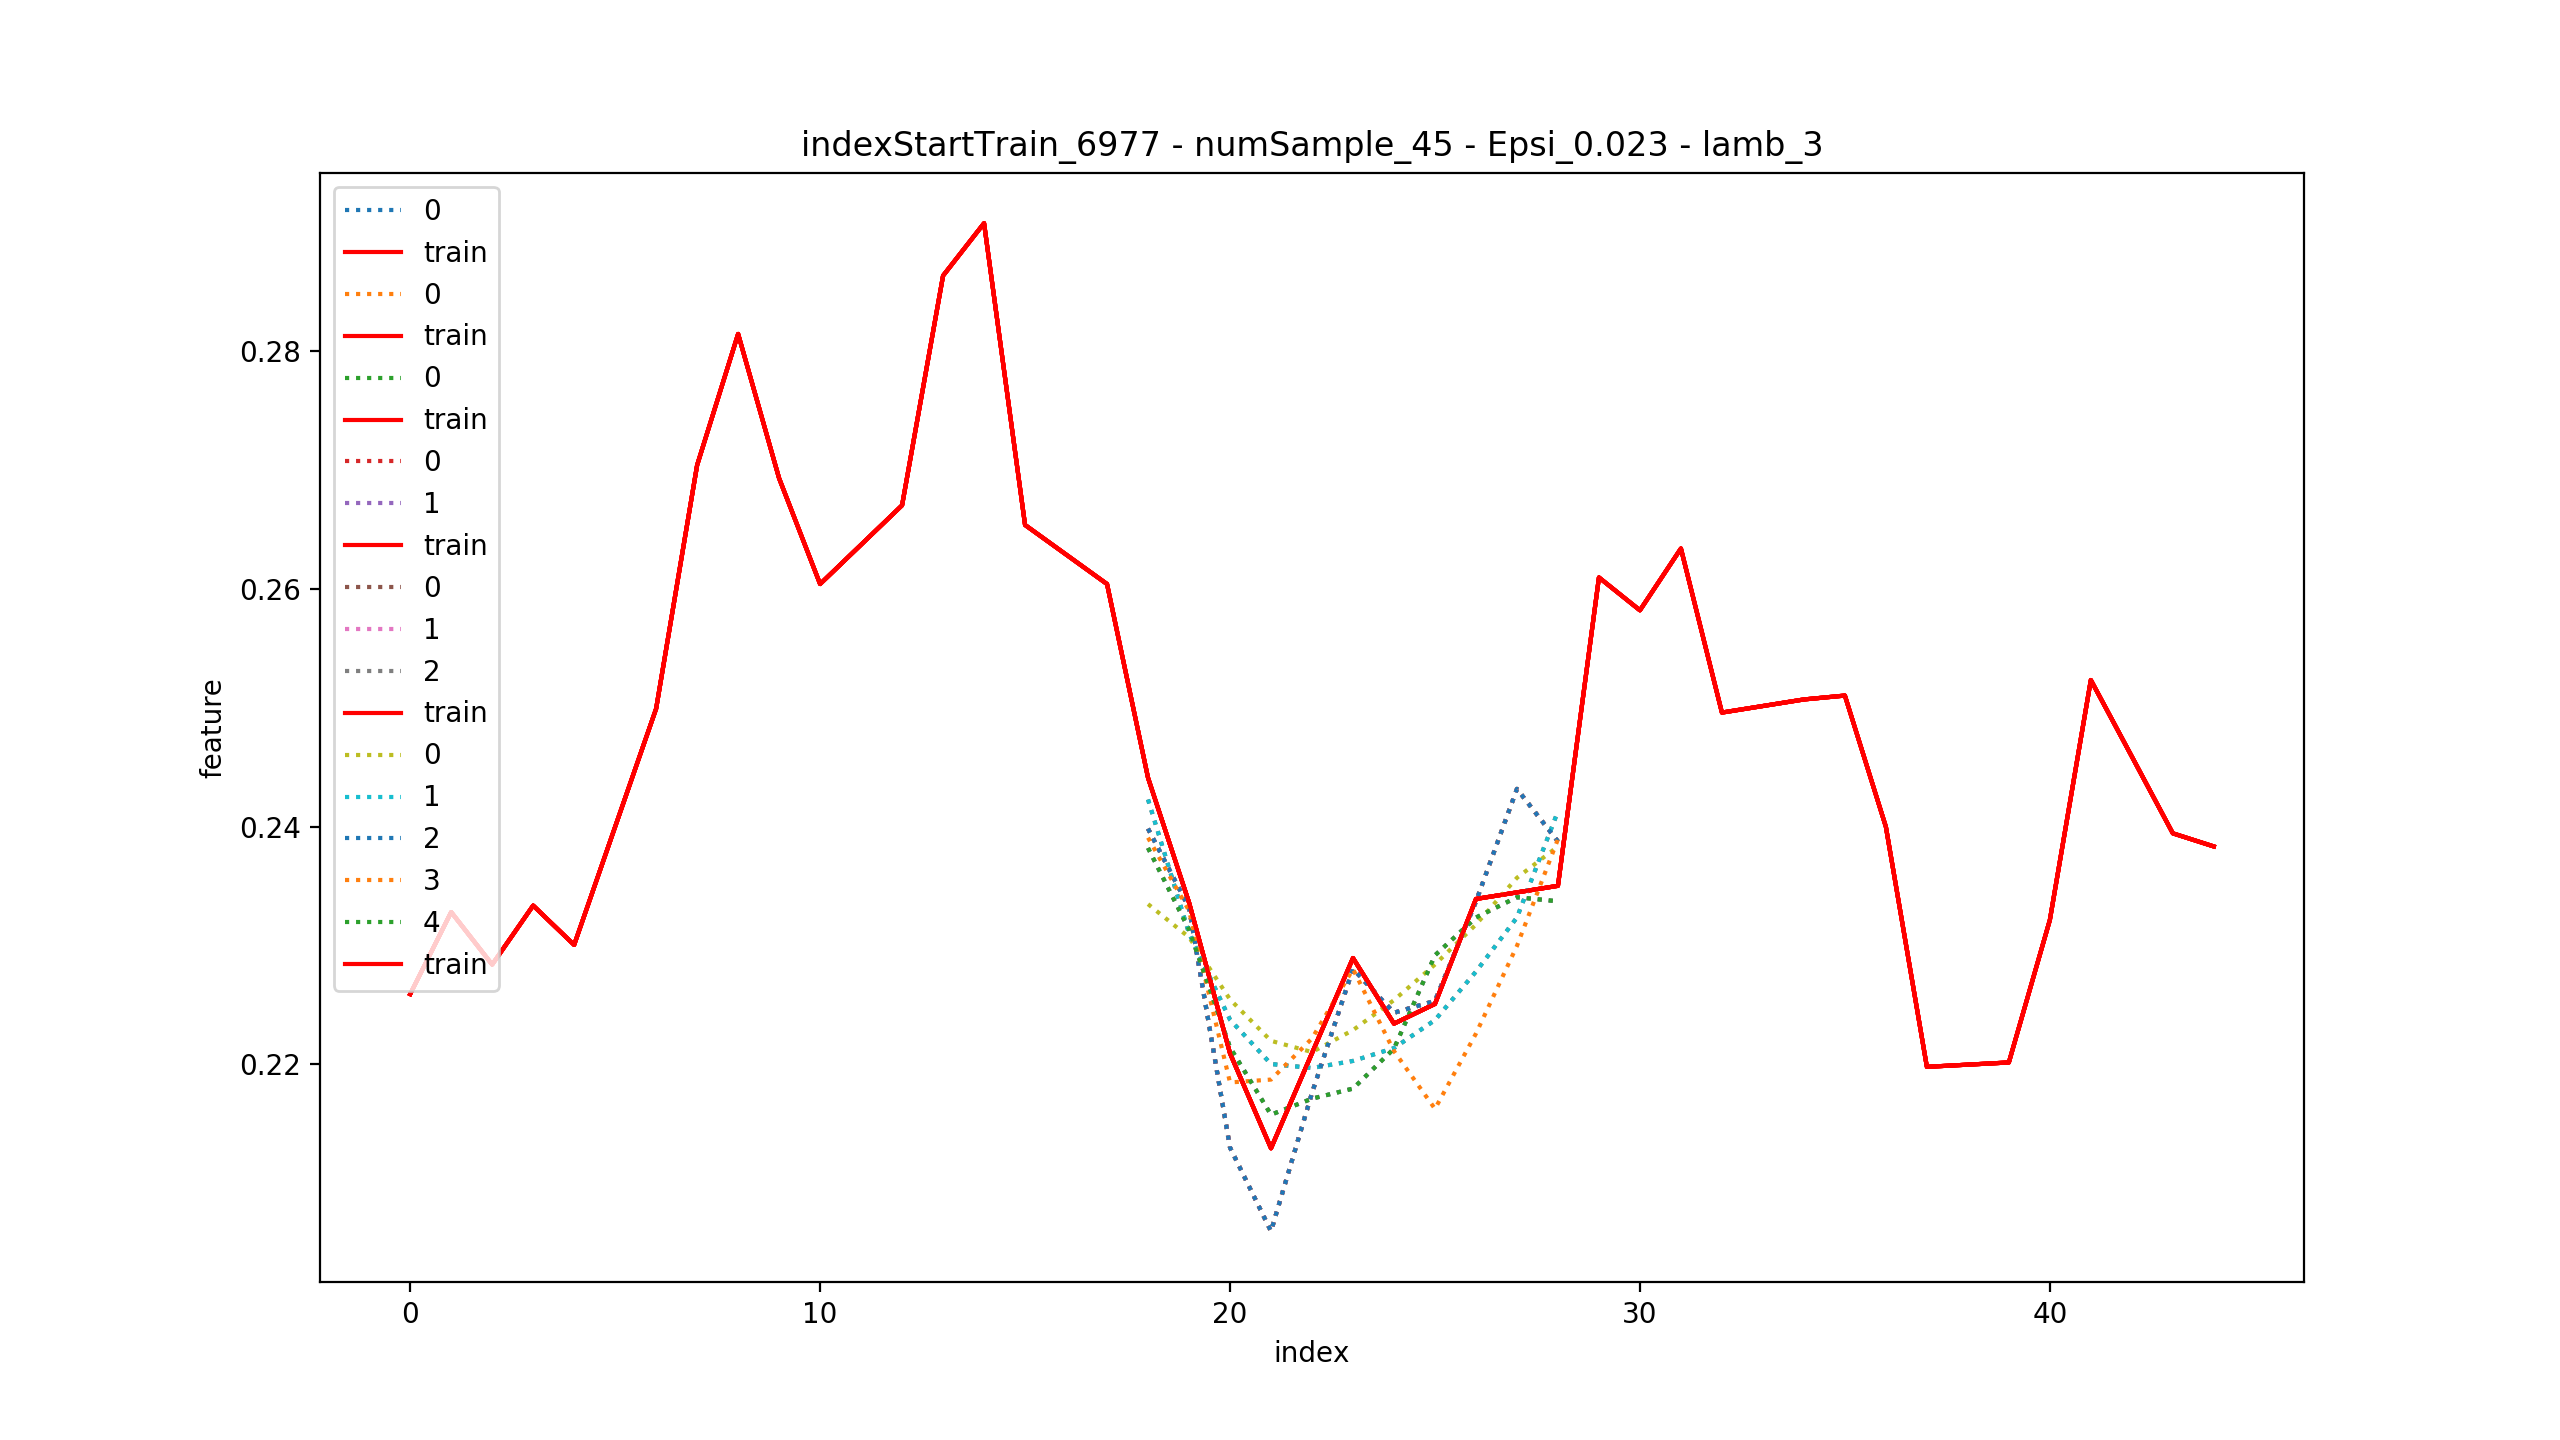 indexStartTrain_6977 - numSample_45 - Epsi_0.023 - lamb_3
0
train
0
train
0
train
0
1
train
0
1
2
train
0
1
2
3
4
train
0.28
0.26
0.24
0.22
feature
0 10 20 30 40
index